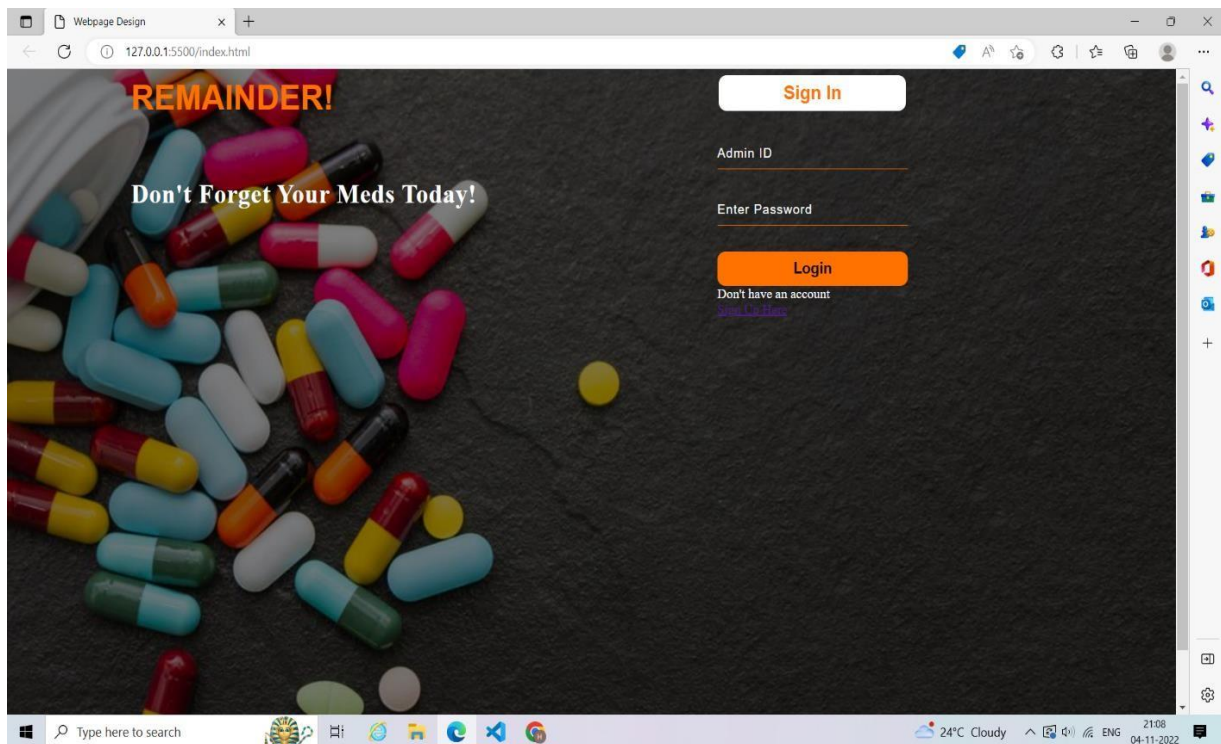 Webpage Design
127.0.0.1:5500/index.html
REMAINDER!
Don't Forget Your Meds Today!
Sign In
Admin ID
Enter Password
Login
Don't have an account
Sign Up Here
Type here to search
24°C Cloudy
ENG
21:08
04-11-2022